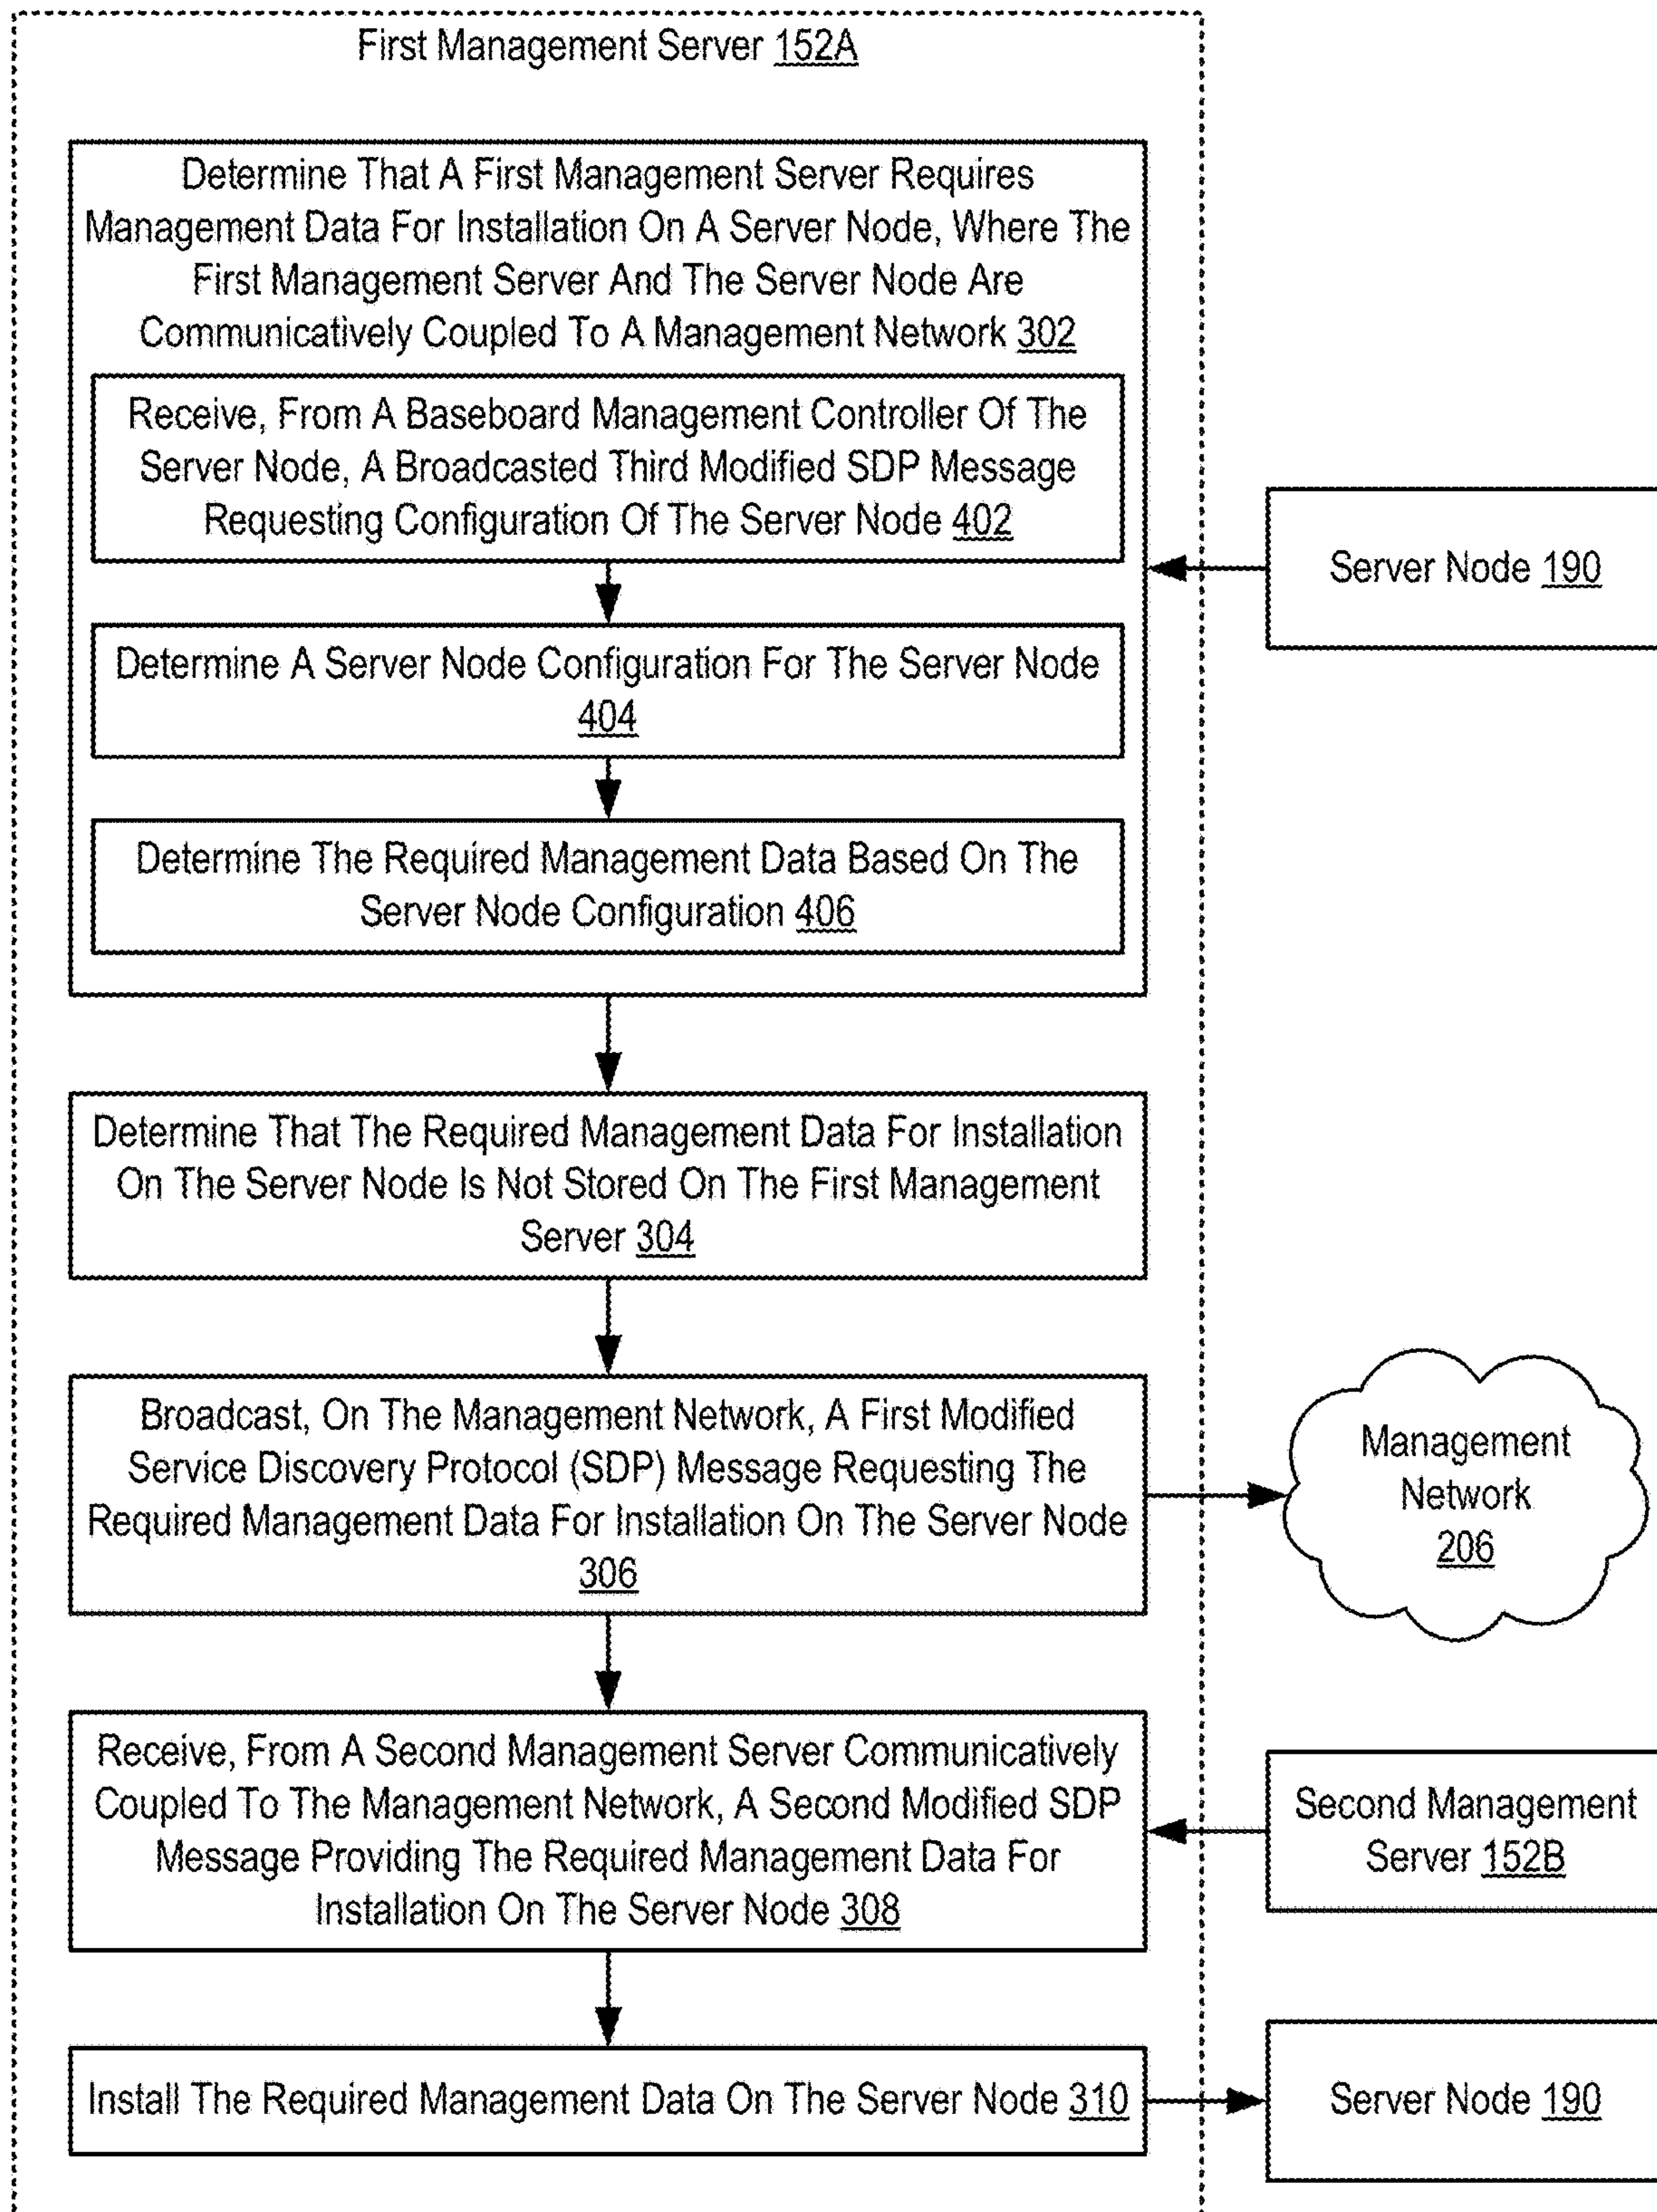 First Management Server 152A
Determine That A First Management Server Requires
Management Data For Installation On A Server Node, Where The
First Management Server And The Server Node Are
Communicatively Coupled To A Management Network 302
Receive, From A Baseboard Management Controller Of The
Server Node, A Broadcasted Third Modified SDP Message
Requesting Configuration Of The Server Node 402
Server Node 190
Determine A Server Node Configuration For The Server Node
404
Determine The Required Management Data Based On The
Server Node Configuration 406
Determine That The Required Management Data For Installation
On The Server Node Is Not Stored On The First Management
Server 304
Broadcast, On The Management Network, A First Modified
Service Discovery Protocol (SDP) Message Requesting The
Required Management Data For Installation On The Server Node
306
Management
Network
206
Receive, From A Second Management Server Communicatively
Coupled To The Management Network, A Second Modified SDP
Message Providing The Required Management Data For
Installation On The Server Node 308
Second Management
Server 152B
Install The Required Management Data On The Server Node 310
Server Node 190